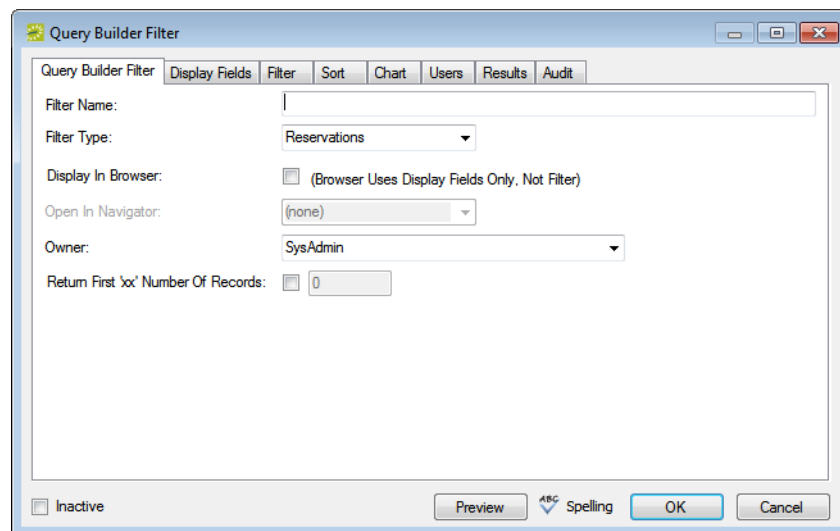 Query Builder Filter
Query Builder Filter Display Fields Filter Sort Chart Users Results Audit
Filter Name:
Filter Type: Reservations
Display In Browser: (Browser Uses Display Fields Only, Not Filter)
Open In Navigator: (none)
Owner: SysAdmin
Return First 'xx' Number Of Records: 0
Inactive Preview ABC Spelling OK Cancel